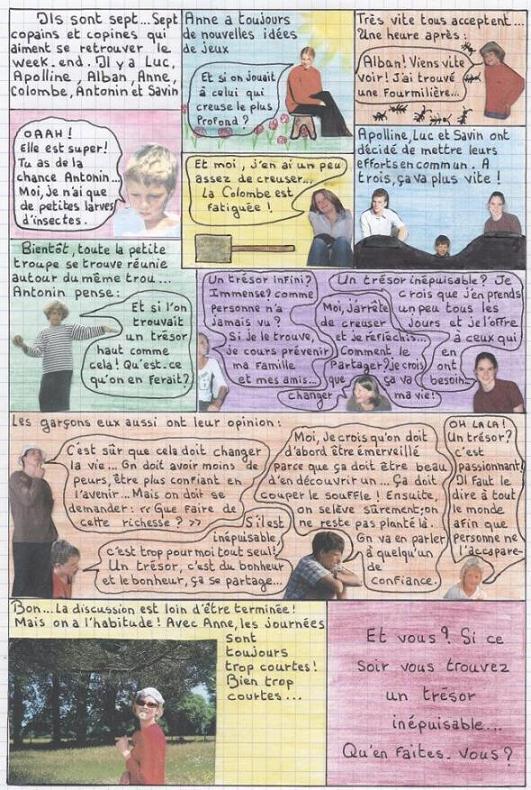 Ils sont sept... Sept
copains et copines qui
aiment se retrouver le
week.end. Il y a Luc,
Apolline, Alban, Anne,
Colombe, Antonin et Savin
Anne a toujours
de nouvelles idées
de jeux
Et si on jouait
à celui qui
creuse le plus
Profond ?
Très vite tous acceptent...
Une heure après :
Alban! Viens vite
voir! J'ai trouvé
une Fourmilière...
OAAH!
Elle est super!
Tu as de la
chance Antonin...
Moi, je n'ai que
de petites larves
d'insectes.
Et moi, j'en ai un peu
assez de creuser...
La Colombe est
fatiguée!
Apolline, Luc et Savin ont
décidé de mettre leurs
efforts en commun. A
trois, ça va plus vite!
Bientôt, toute la petite
troupe se trouve réunie
autour du même trou...
Antonin pense:
Et si l'on
trouvait
un trésor
haut comme
cela! Qu'est.ce
qu'on en ferait?
Un trésor infini?
Immense? comme
personne n'a
jamais vu?
Si je le trouve,
je cours prévenir
ma famille
et mes amis...
Moi, j'arrête
de creuser
et je réfléchis...
Comment le
Partager? je crois
que ça va
changer ma vie!
Un trésor inépuisable? Je
crois que j'en prends
un peu tous les
jours et je l'offre
à ceux qui
en
ont
besoin...
Les garçons eux aussi ont leur opinion:
C'est sûr que cela doit changer
la vie... On doit avoir moins de
peurs, être plus confiant en
l'avenir... Mais on doit se
demander: << Que faire de
cette richesse ? >>
S'il est
inépuisable,
c'est trop pour moi tout seul!
Un trésor, c'est du bonheur
et le bonheur, ça se partage...
Moi, je crois qu'on doit
d'abord être émerveillé
parce que ça doit être beau
d'en découvrir un... Ça doit
couper le souffle! Ensuite,
on se lève sûrement; on
ne reste pas planté là.
On va en parler
à quelqu'un
de
confiance.
OH LALA!
Un trésor?
c'est
passionnant!
Il faut le
dire à tout
le monde
afin que
personne ne
l'accapare.
Bon... La discussion est loin d'être terminée!
Mais on a l'habitude! Avec Anne, les journées
sont
toujours
trop courtes!
Bien trop
courtes...
Et vous? Si ce
soir vous trouvez
un trésor
inépuisable...
Qu'en faites. vous?